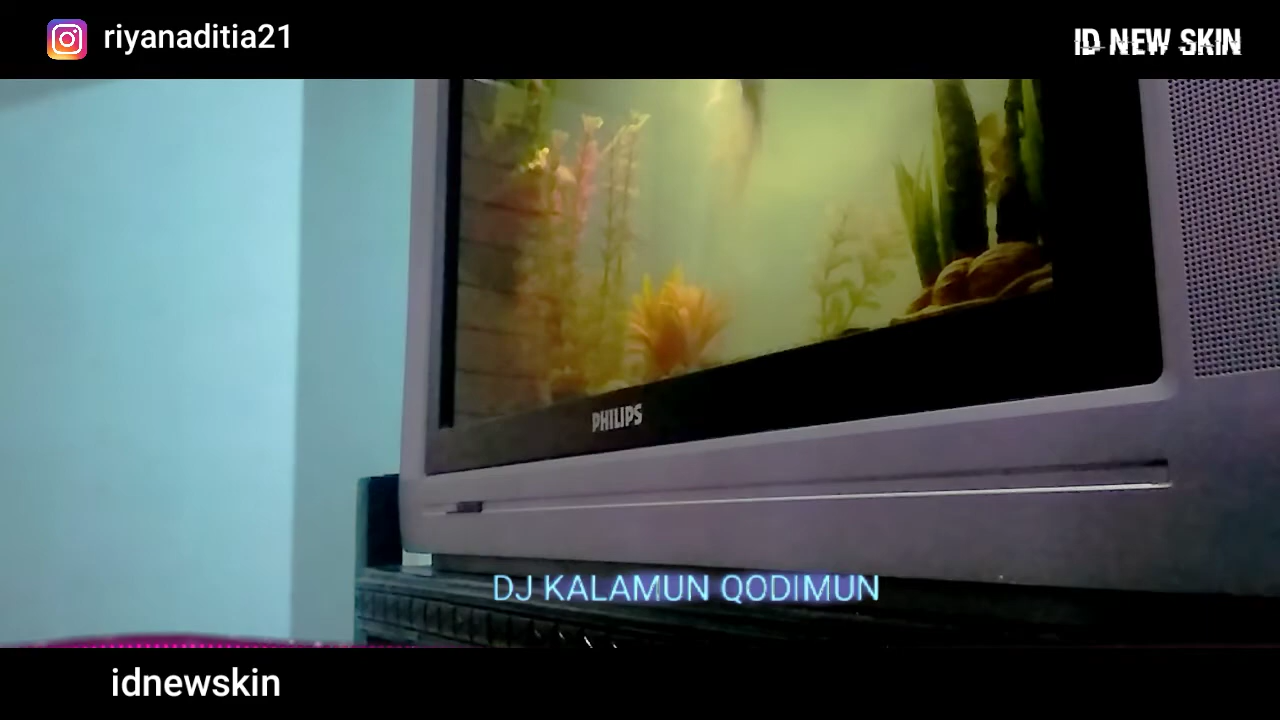 riyanaditia21
ID NEW SKIN
PHILIPS
DJ KALAMUN QODIMUN
idnewskin